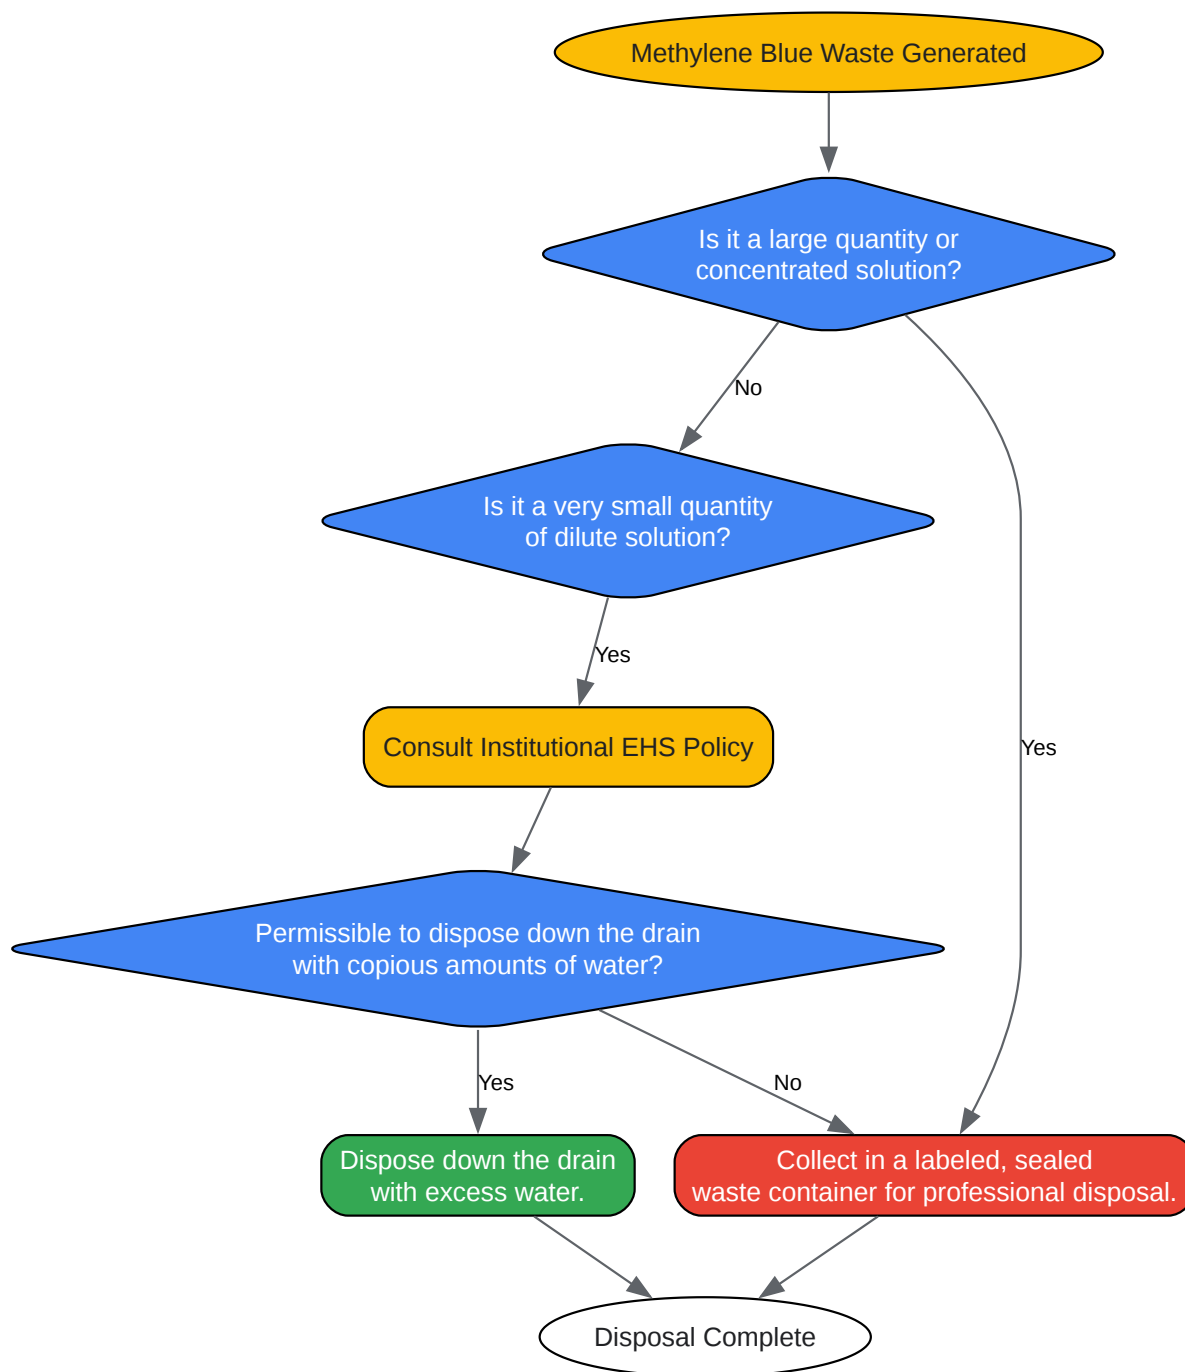 Methylene Blue Waste Generated
Is it a large quantity or
concentrated solution?
No
Is it a very small quantity
of dilute solution?
Yes
Consult Institutional EHS Policy
Yes
Permissible to dispose down the drain
with copious amounts of water?
Yes
No
Dispose down the drain
with excess water.
Collect in a labeled, sealed
waste container for professional disposal.
Disposal Complete